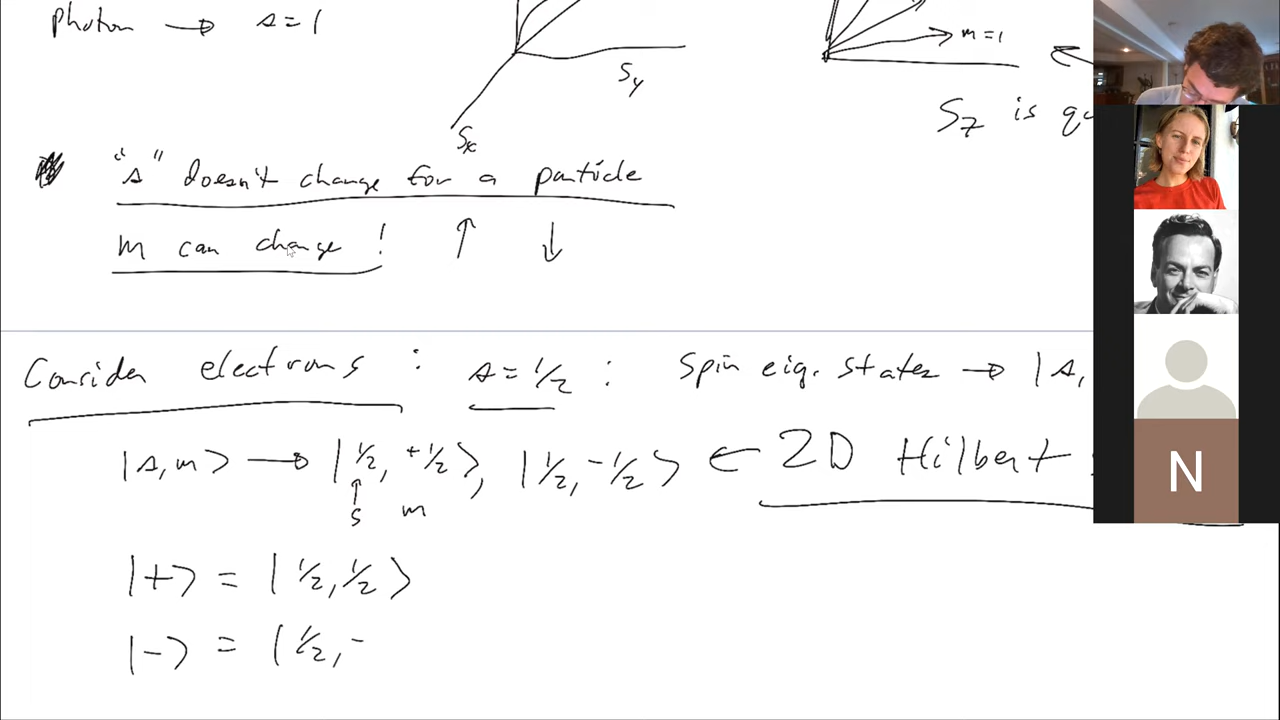 photon → s = 1
m = 1
Sy
Sz is
Sx
"s" doesn't change for a particle
m can change! ↑ ↓
Consider electrons : s = 1/2 : Spin eig. states → |s,
|s,m> → |1/2, +1/2>, |1/2, -1/2> ← 2D Hilbert
s m
|+> = |1/2, 1/2>
|-> = |1/2, -
N